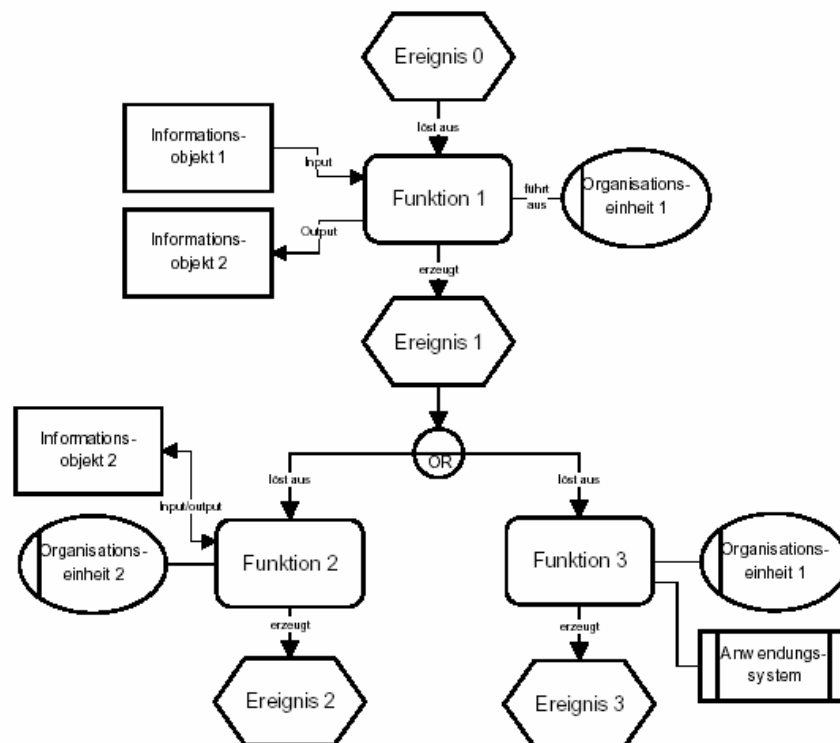 Ereignis 0
löst aus
Informations-
objekt 1
Input
Funktion 1
führt
aus
Organisations-
einheit 1
Informations-
objekt 2
Output
erzeugt
Ereignis 1
OR
Informations-
objekt 2
Input/output
löst aus
löst aus
Organisations-
einheit 2
Funktion 2
Funktion 3
Organisations-
einheit 1
erzeugt
erzeugt
Anwendungs-
system
Ereignis 2
Ereignis 3